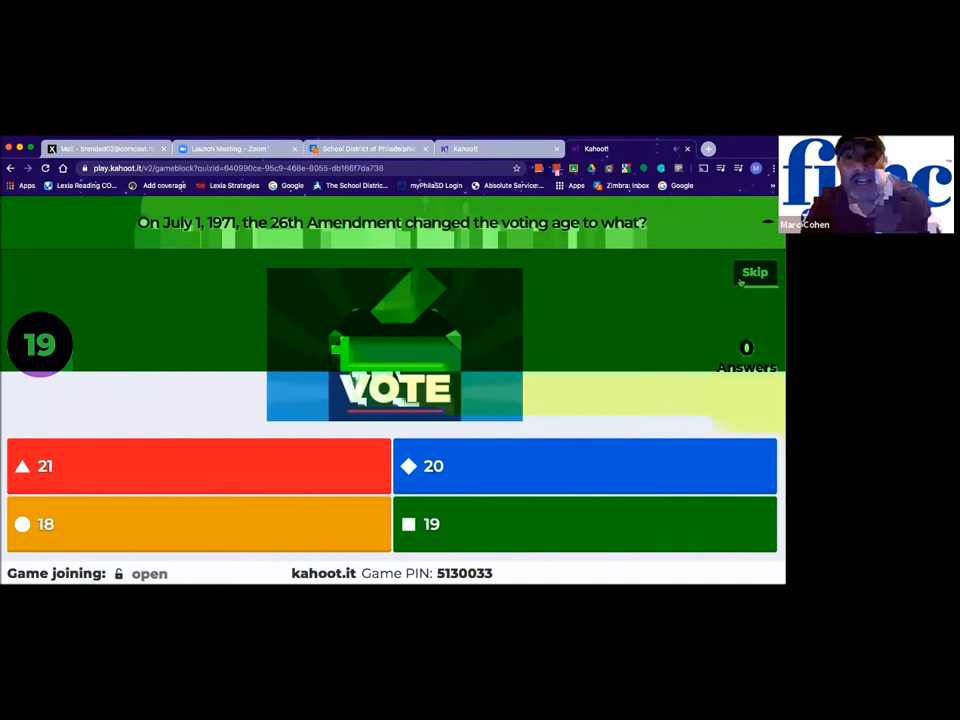 Mail - brendad02@comcast.n
Launch Meeting - Zoom
School District of Philadelphia
Kahoot!
Kahoot!
play.kahoot.it/v2/gameblock?quizId=640990ce-95c9-468e-8055-db166f7da738
M
Apps
Lexia Reading CO...
Add coverage
Lexia Strategies
Google
The School Distric...
myPhilaSD Login
Absolute Service:...
Apps
Zimbra: Inbox
Google
»
fjmc
Marc Cohen
On July 1, 1971, the 26th Amendment changed the voting age to what?
Skip
19
0
Answers
VOTE
21
20
18
19
Game joining: open
kahoot.it Game PIN: 5130033